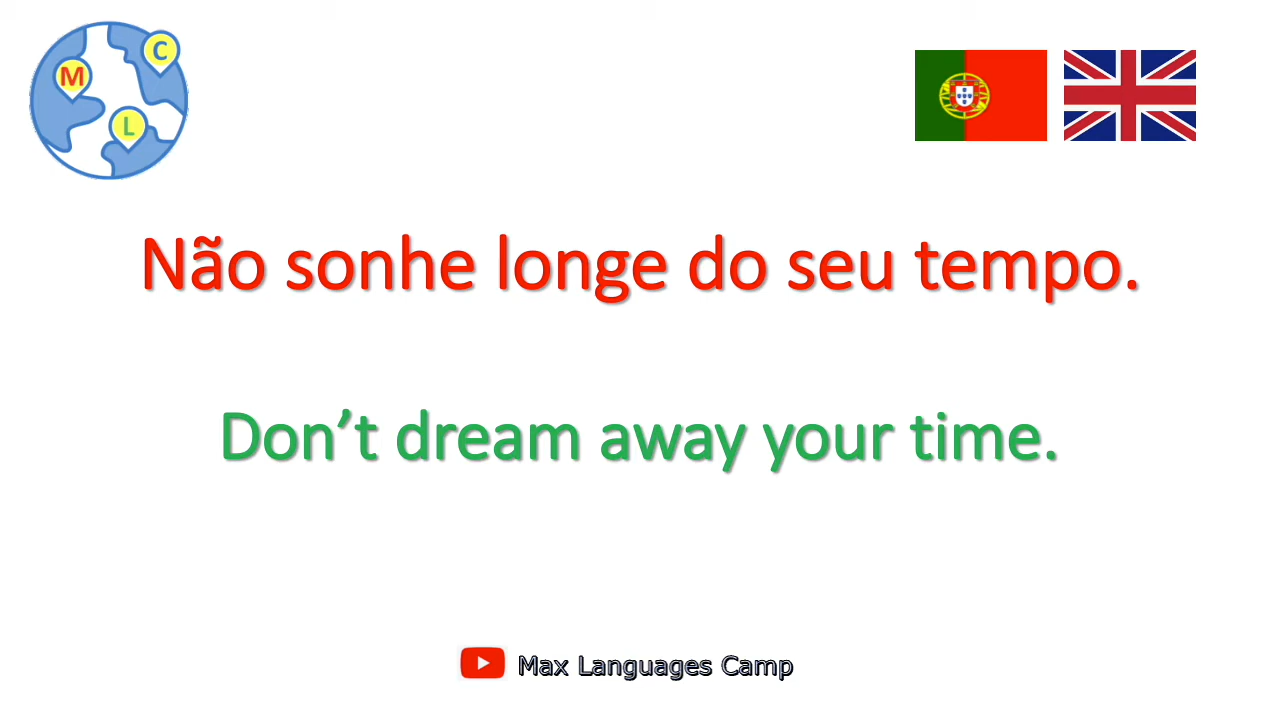 M
C
L
Não sonhe longe do seu tempo.
Don’t dream away your time.
Max Languages Camp